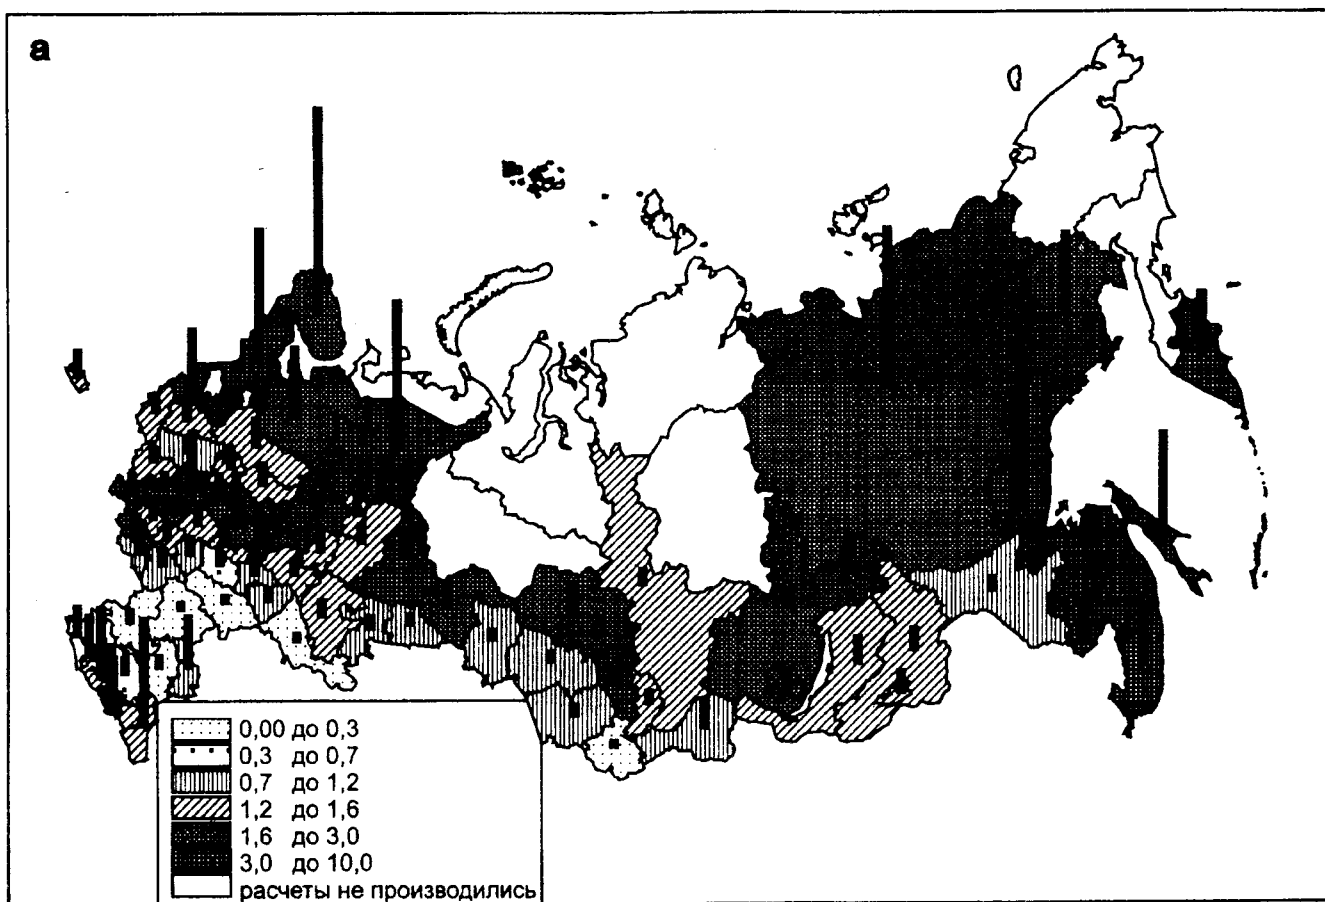 а
0,00 до 0,3
0,3 до 0,7
0,7 до 1,2
1,2 до 1,6
1,6 до 3,0
3,0 до 10,0
расчеты не производились